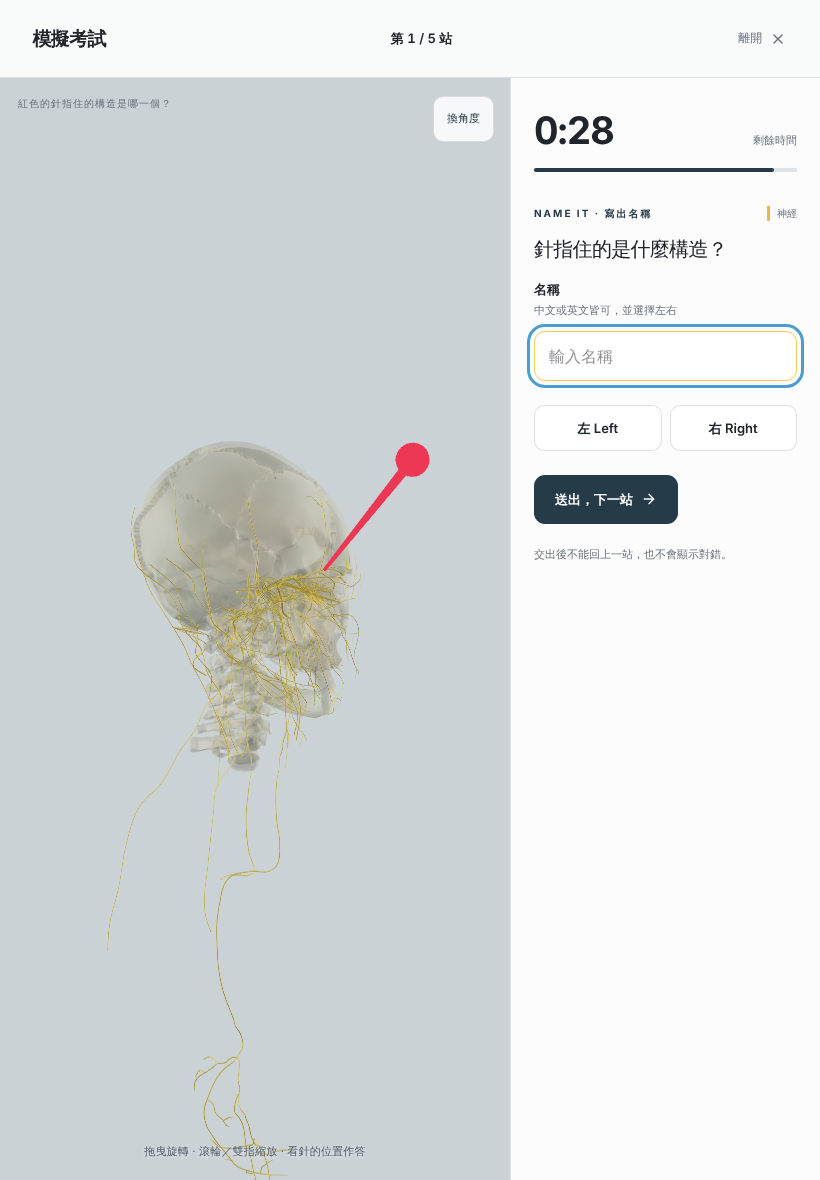 模擬考試
第 1 / 5 站
離開
紅色的針指住的構造是哪一個？
換角度
0:28
剩餘時間
NAME IT · 寫出名稱
神經
針指住的是什麼構造？
名稱
中文或英文皆可，並選擇左右
輸入名稱
左 Left
右 Right
送出，下一站 →
交出後不能回上一站，也不會顯示對錯。
拖曳旋轉 · 滾輪／雙指縮放 · 看針的位置作答